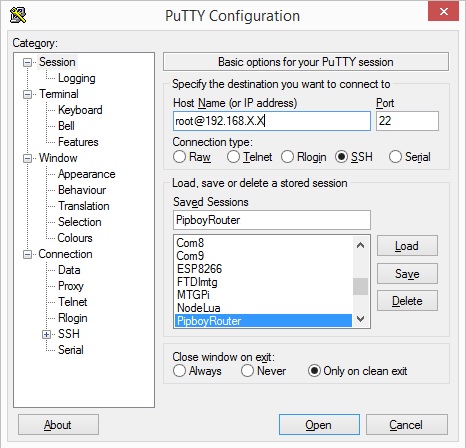 PuTTY Configuration
Category:
Session
Logging
Terminal
Keyboard
Bell
Features
Window
Appearance
Behaviour
Translation
Selection
Colours
Connection
Data
Proxy
Telnet
Rlogin
SSH
Serial
Basic options for your PuTTY session
Specify the destination you want to connect to
Host Name (or IP address) Port
root@192.168.X.X 22
Connection type:
Raw Telnet Rlogin SSH Serial
Load, save or delete a stored session
Saved Sessions
PipboyRouter
Com8
Com9
ESP8266
FTDImtg
MTGPi
NodeLua
PipboyRouter
Load
Save
Delete
Close window on exit:
Always Never Only on clean exit
About Open Cancel